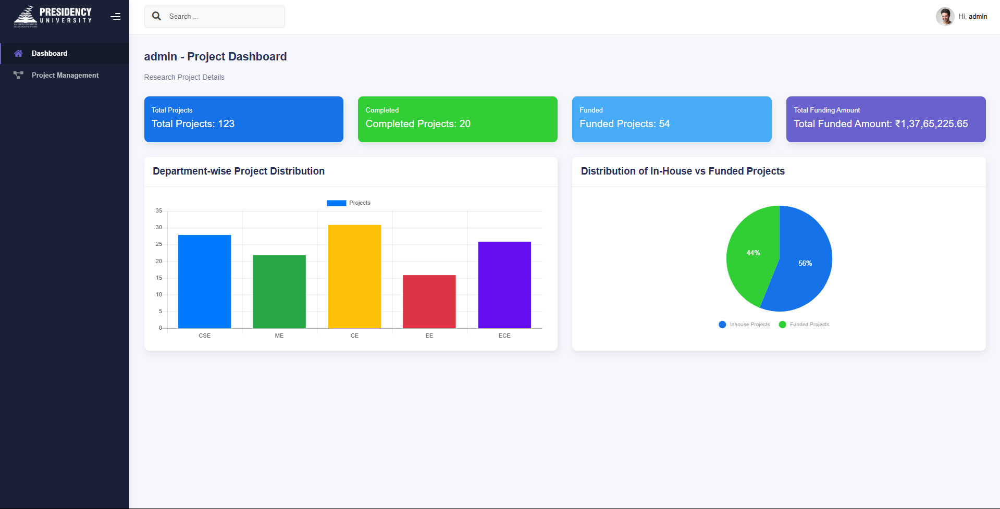 PRESIDENCY
UNIVERSITY
Search ...
Hi, admin
Dashboard
Project Management
admin - Project Dashboard
Research Project Details
Total Projects
Total Projects: 123
Completed
Completed Projects: 20
Funded
Funded Projects: 54
Total Funding Amount
Total Funded Amount: ₹1,37,65,225.65
Department-wise Project Distribution
Projects
35
30
25
20
15
10
5
0
CSE
ME
CE
EE
ECE
Distribution of In-House vs Funded Projects
44%
56%
Inhouse Projects
Funded Projects